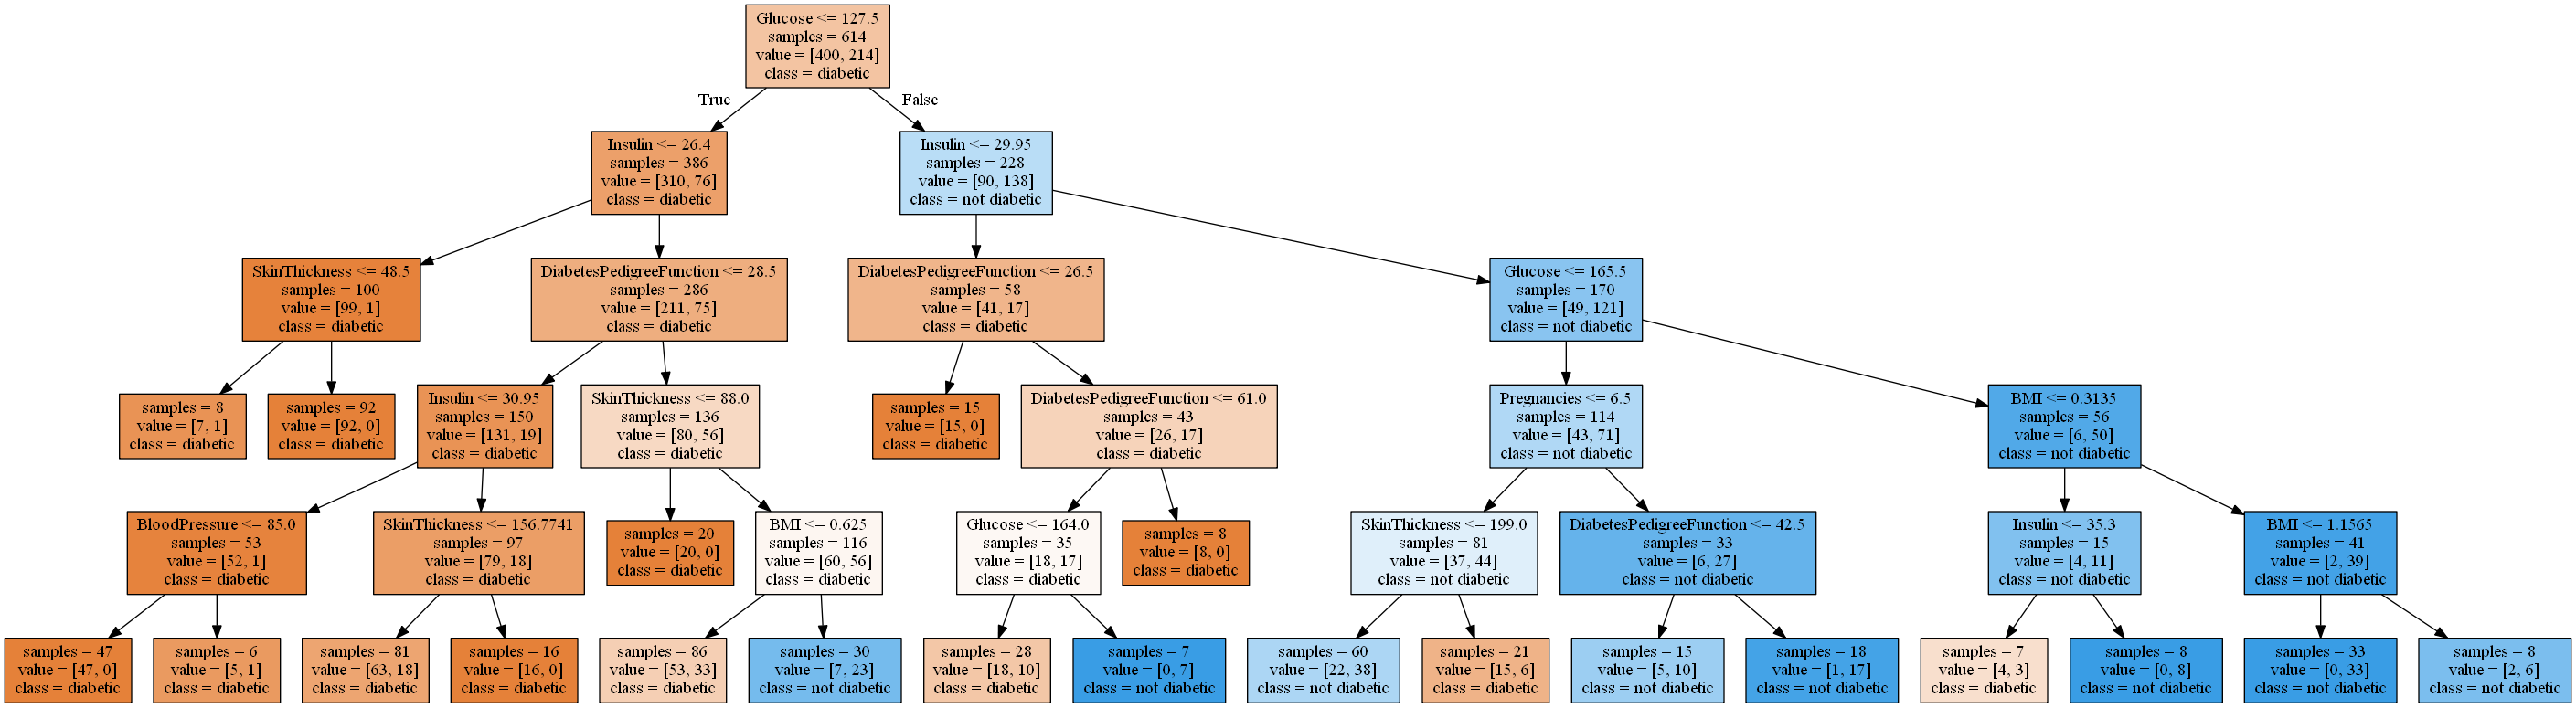 Glucose <= 127.5
samples = 614
value = [400, 214]
class = diabetic
True
False
Insulin <= 26.4
samples = 386
value = [310, 76]
class = diabetic
Insulin <= 29.95
samples = 228
value = [90, 138]
class = not diabetic
SkinThickness <= 48.5
samples = 100
value = [99, 1]
class = diabetic
DiabetesPedigreeFunction <= 28.5
samples = 286
value = [211, 75]
class = diabetic
DiabetesPedigreeFunction <= 26.5
samples = 58
value = [41, 17]
class = diabetic
Glucose <= 165.5
samples = 170
value = [49, 121]
class = not diabetic
samples = 8
value = [7, 1]
class = diabetic
samples = 92
value = [92, 0]
class = diabetic
Insulin <= 30.95
samples = 150
value = [131, 19]
class = diabetic
SkinThickness <= 88.0
samples = 136
value = [80, 56]
class = diabetic
samples = 15
value = [15, 0]
class = diabetic
DiabetesPedigreeFunction <= 61.0
samples = 43
value = [26, 17]
class = diabetic
Pregnancies <= 6.5
samples = 114
value = [43, 71]
class = not diabetic
BMI <= 0.3135
samples = 56
value = [6, 50]
class = not diabetic
BloodPressure <= 85.0
samples = 53
value = [52, 1]
class = diabetic
SkinThickness <= 156.7741
samples = 97
value = [79, 18]
class = diabetic
samples = 20
value = [20, 0]
class = diabetic
BMI <= 0.625
samples = 116
value = [60, 56]
class = diabetic
Glucose <= 164.0
samples = 35
value = [18, 17]
class = diabetic
samples = 8
value = [8, 0]
class = diabetic
SkinThickness <= 199.0
samples = 81
value = [37, 44]
class = not diabetic
DiabetesPedigreeFunction <= 42.5
samples = 33
value = [6, 27]
class = not diabetic
Insulin <= 35.3
samples = 15
value = [4, 11]
class = not diabetic
BMI <= 1.1565
samples = 41
value = [2, 39]
class = not diabetic
samples = 47
value = [47, 0]
class = diabetic
samples = 6
value = [5, 1]
class = diabetic
samples = 81
value = [63, 18]
class = diabetic
samples = 16
value = [16, 0]
class = diabetic
samples = 86
value = [53, 33]
class = diabetic
samples = 30
value = [7, 23]
class = not diabetic
samples = 28
value = [18, 10]
class = diabetic
samples = 7
value = [0, 7]
class = not diabetic
samples = 60
value = [22, 38]
class = not diabetic
samples = 21
value = [15, 6]
class = diabetic
samples = 15
value = [5, 10]
class = not diabetic
samples = 18
value = [1, 17]
class = not diabetic
samples = 7
value = [4, 3]
class = diabetic
samples = 8
value = [0, 8]
class = not diabetic
samples = 33
value = [0, 33]
class = not diabetic
samples = 8
value = [2, 6]
class = not diabetic